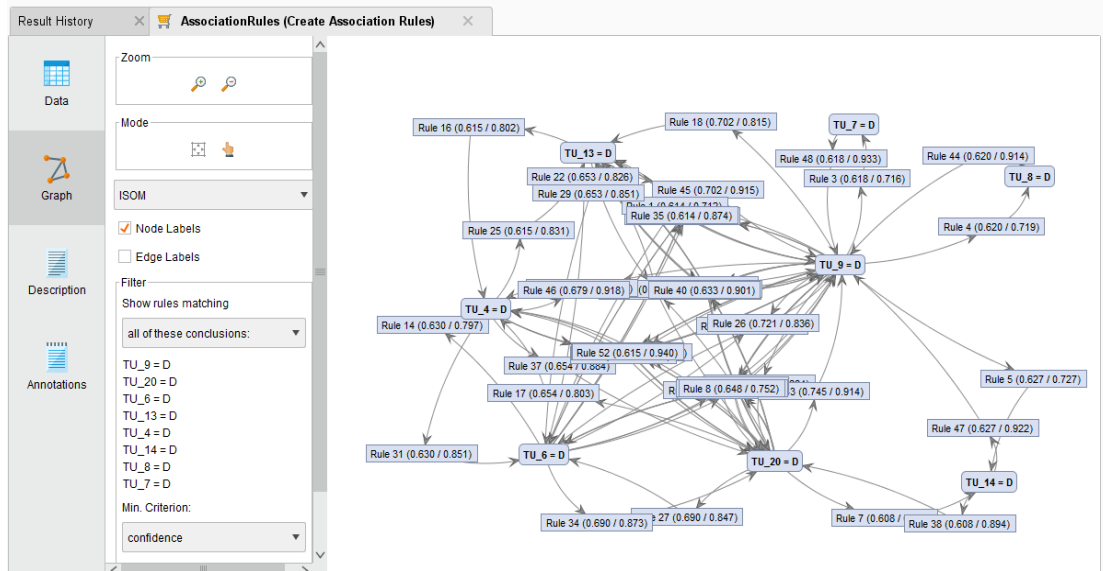 Result History
AssociationRules (Create Association Rules)
Data
Graph
Description
Annotations
Zoom
Mode
ISOM
Node Labels
Edge Labels
Filter
Show rules matching
all of these conclusions:
TU_9 = D
TU_20 = D
TU_6 = D
TU_13 = D
TU_4 = D
TU_14 = D
TU_8 = D
TU_7 = D
Min. Criterion:
confidence
Rule 16 (0.615 / 0.802)
Rule 18 (0.702 / 0.815)
TU_7 = D
TU_13 = D
Rule 48 (0.618 / 0.933)
Rule 44 (0.620 / 0.914)
Rule 22 (0.653 / 0.826)
Rule 3 (0.618 / 0.716)
TU_8 = D
Rule 29 (0.653 / 0.851)
Rule 45 (0.702 / 0.915)
Rule 35 (0.614 / 0.874)
Rule 25 (0.615 / 0.831)
Rule 4 (0.620 / 0.719)
TU_9 = D
Rule 46 (0.679 / 0.918)
Rule 40 (0.633 / 0.901)
TU_4 = D
Rule 14 (0.630 / 0.797)
Rule 26 (0.721 / 0.836)
Rule 52 (0.615 / 0.940)
Rule 37 (0.654 / 0.884)
Rule 5 (0.627 / 0.727)
Rule 8 (0.648 / 0.752)
3 (0.745 / 0.914)
Rule 17 (0.654 / 0.803)
Rule 47 (0.627 / 0.922)
Rule 31 (0.630 / 0.851)
TU_6 = D
TU_20 = D
TU_14 = D
Rule 34 (0.690 / 0.873)
27 (0.690 / 0.847)
Rule 7 (0.608 /
Rule 38 (0.608 / 0.894)